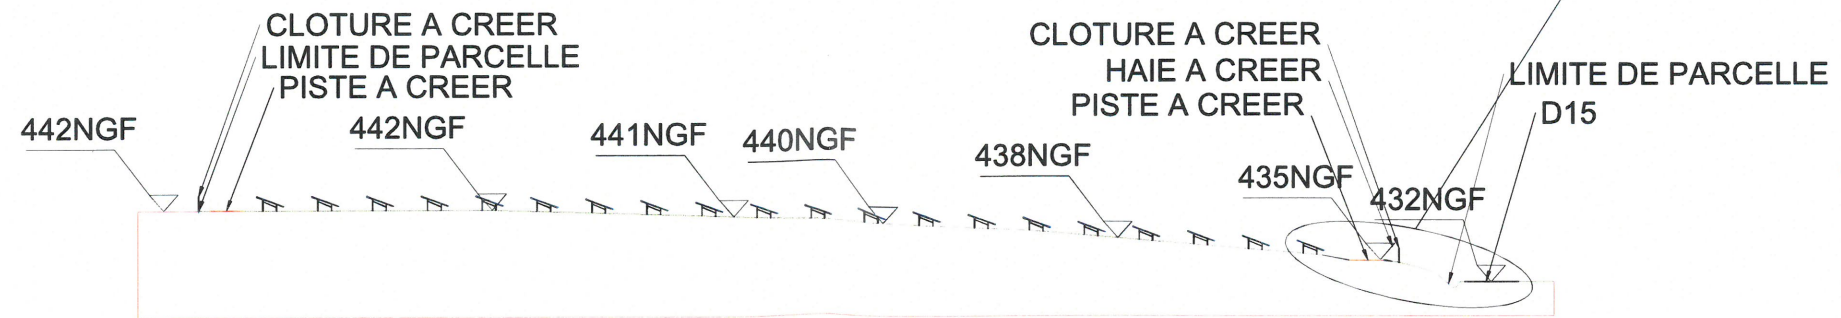 CLOTURE A CREER
LIMITE DE PARCELLE
PISTE A CREER
CLOTURE A CREER
HAIE A CREER
PISTE A CREER
LIMITE DE PARCELLE
D15
442NGF
442NGF
441NGF
440NGF
438NGF
435NGF
432NGF